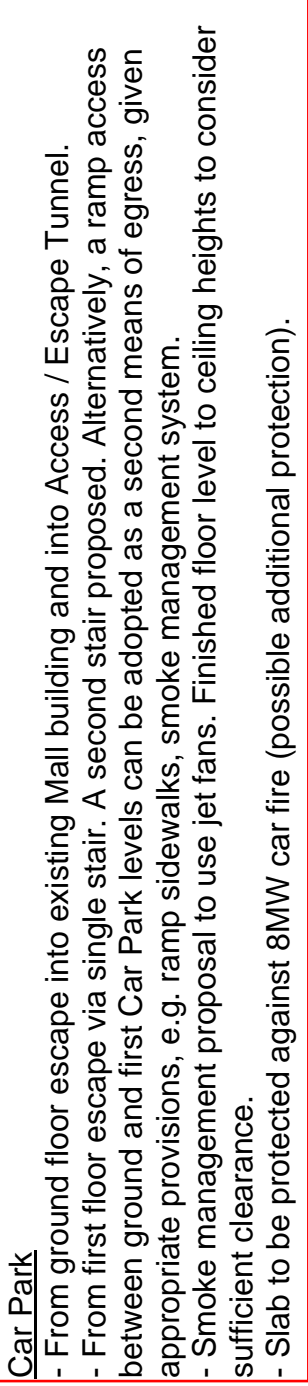 Car Park
- From ground floor escape into existing Mall building and into Access / Escape Tunnel.
- From first floor escape via single stair. A second stair proposed. Alternatively, a ramp access
between ground and first Car Park levels can be adopted as a second means of egress, given
appropriate provisions, e.g. ramp sidewalks, smoke management system.
- Smoke management proposal to use jet fans. Finished floor level to ceiling heights to consider
sufficient clearance.
- Slab to be protected against 8MW car fire (possible additional protection).